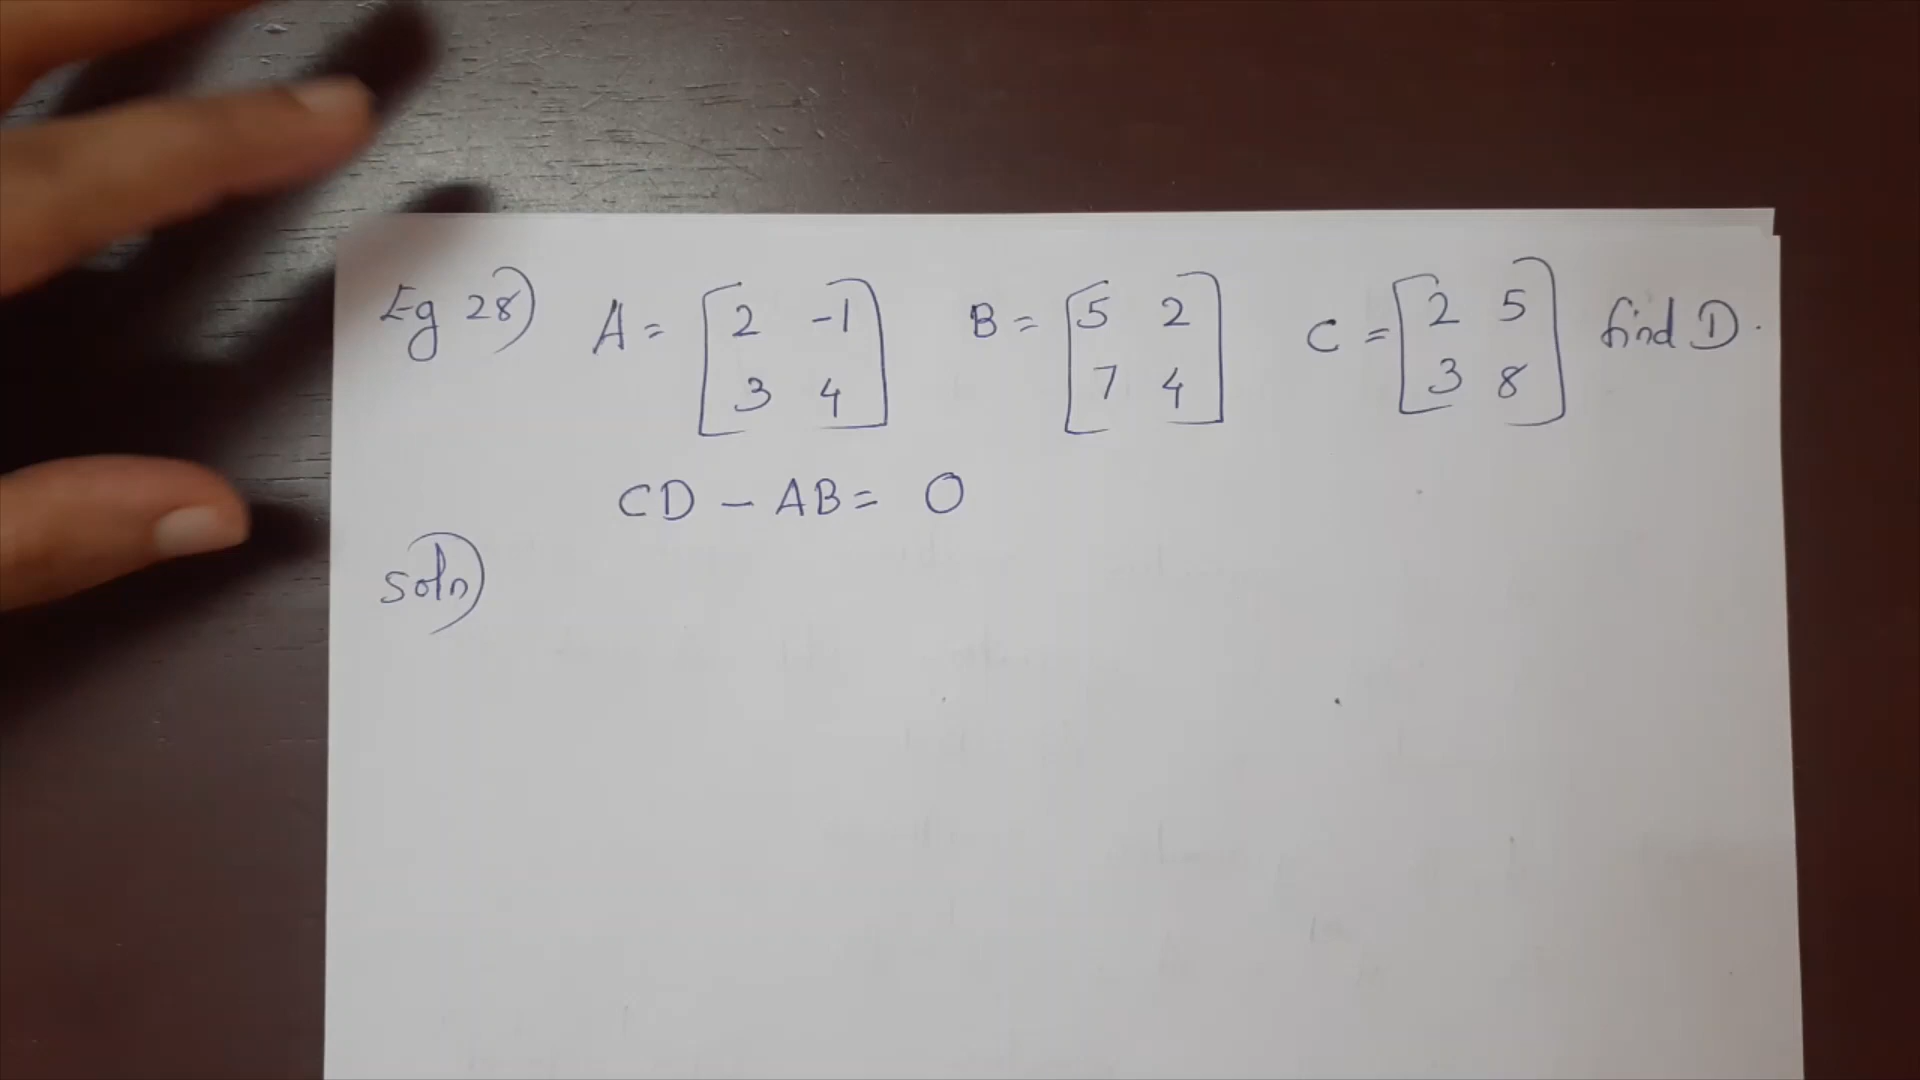 Eg 28) A = [2 -1 B = [5 2 C = [2 5 find D.
3 4] 7 4] 3 8]
CD - AB = O
soln)